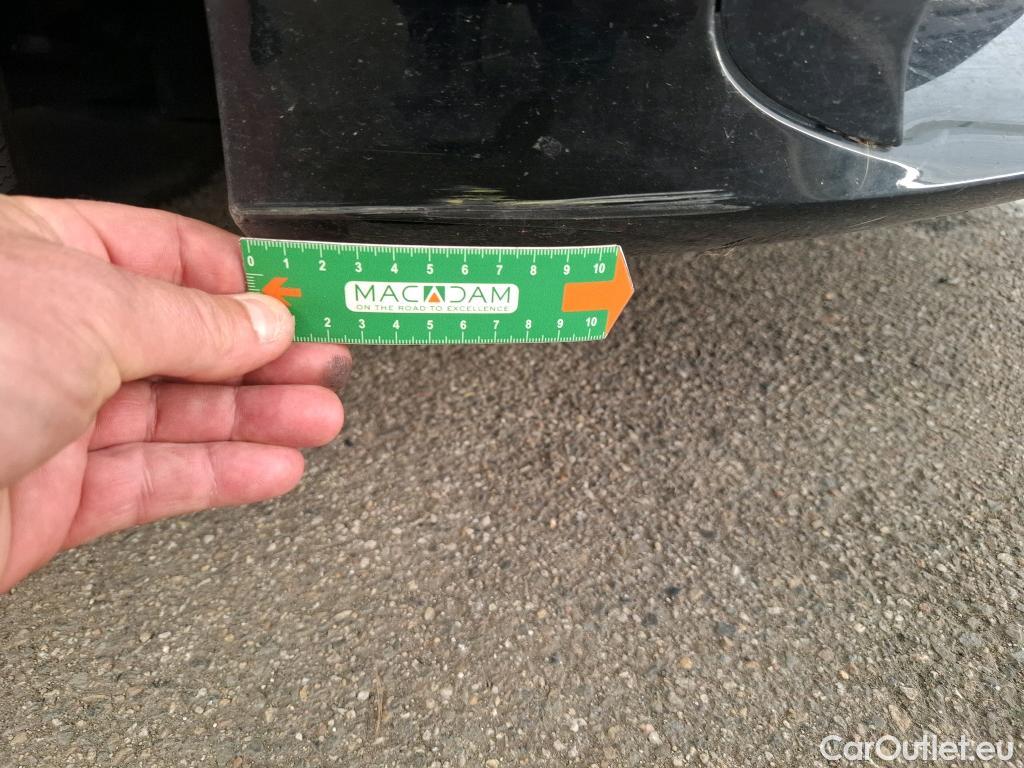 0 1 2 3 4 5 6 7 8 9 10
MACADAM
ON THE ROAD TO EXCELLENCE
2 3 4 5 6 7 8 9 10
CarOutlet.eu